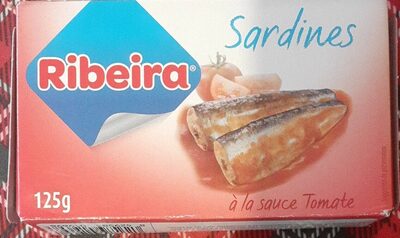 Sardines
Ribeira®
125g
à la sauce Tomate